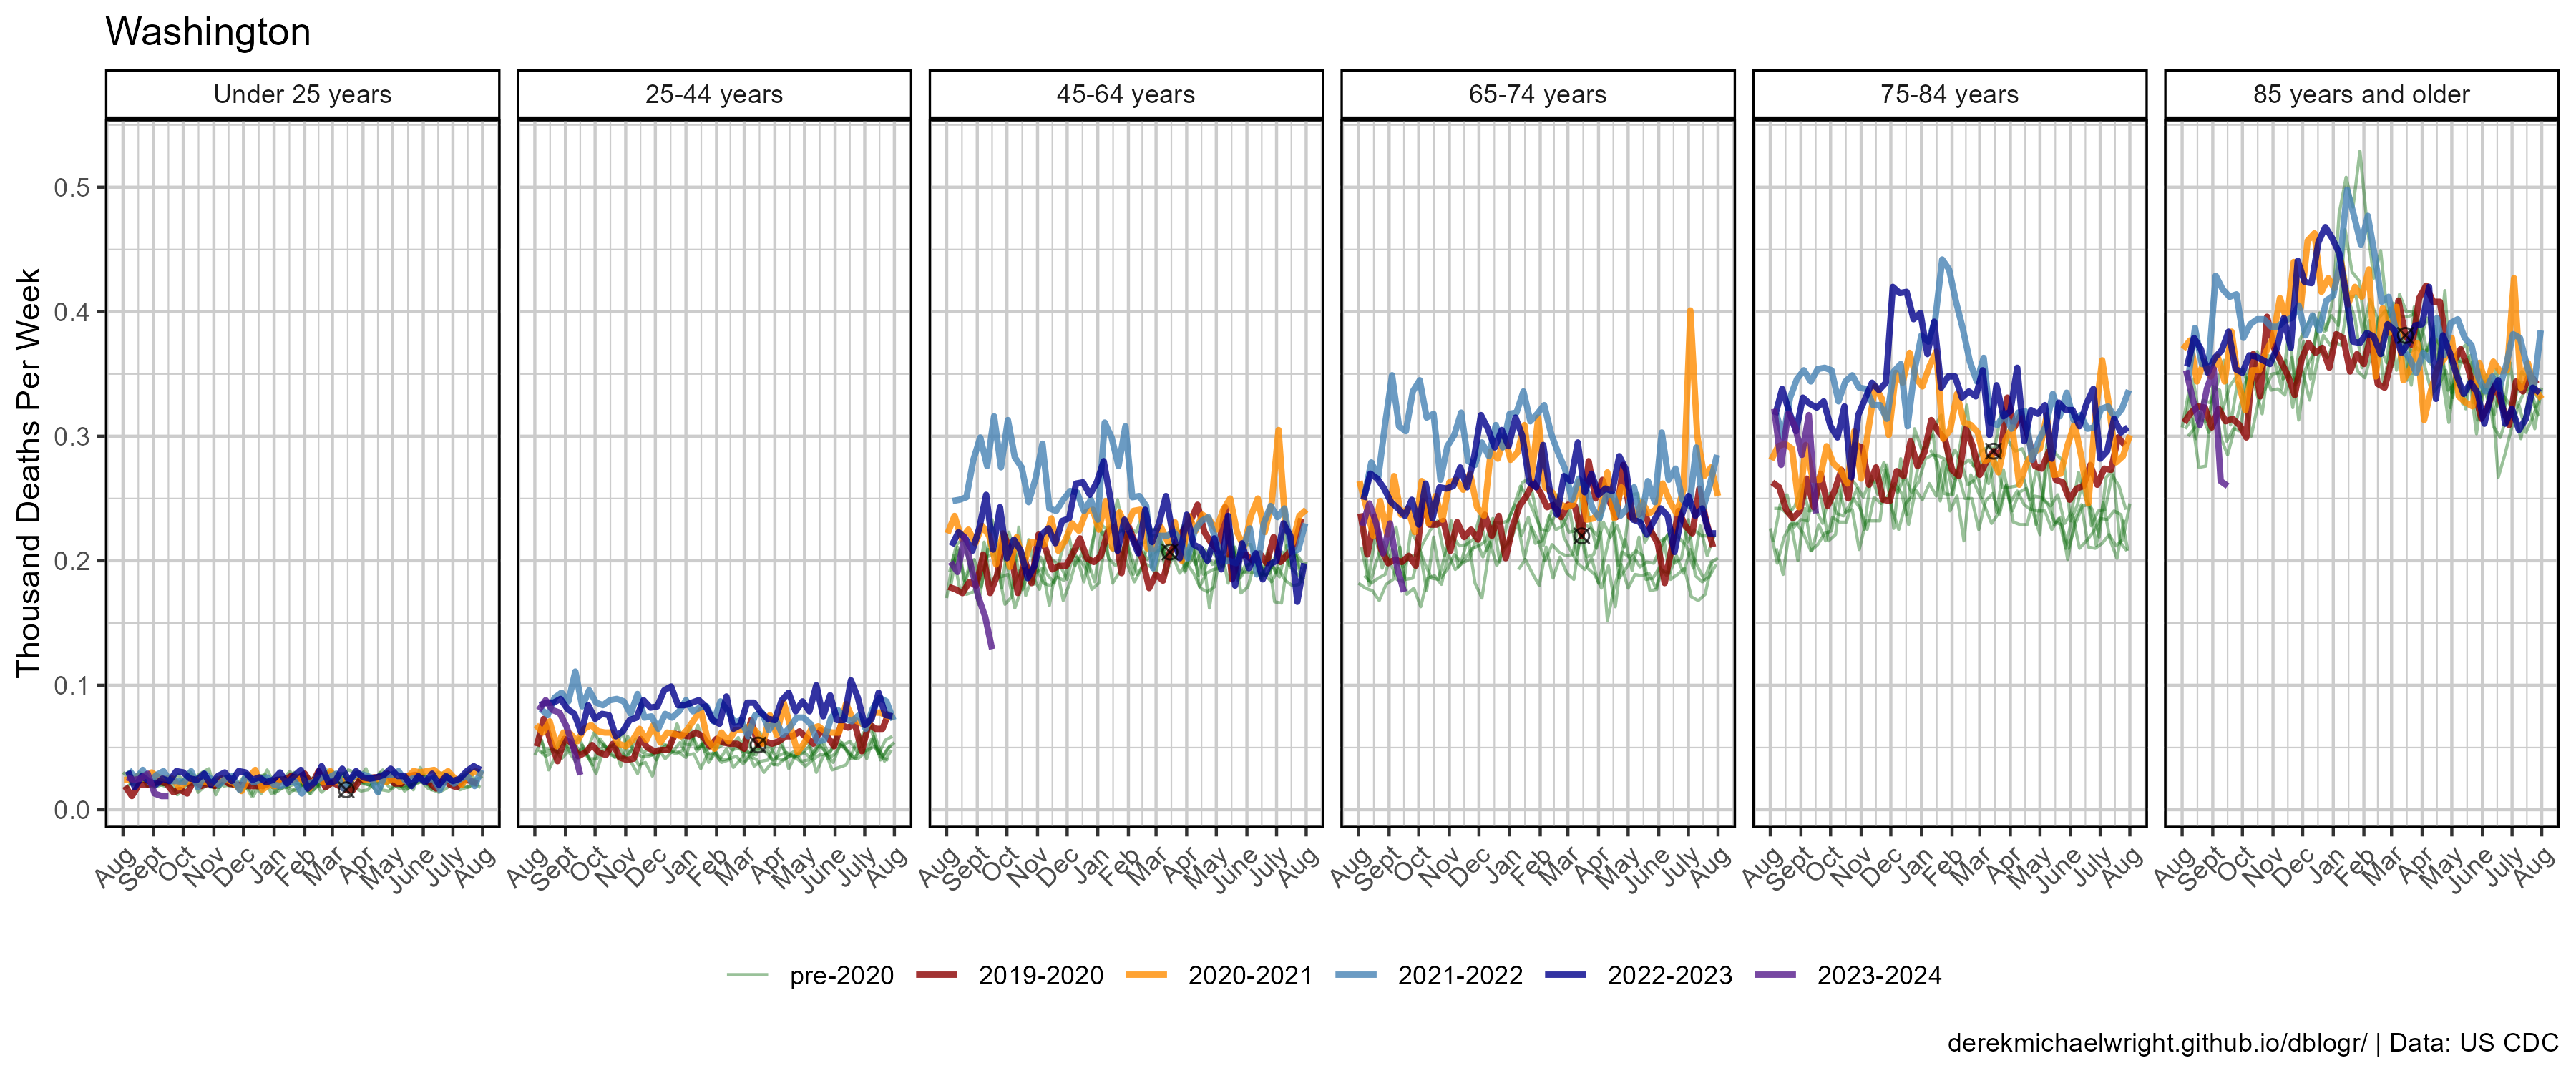 Washington
Under 25 years
25-44 years
45-64 years
65-74 years
75-84 years
85 years and older
Thousand Deaths Per Week
0.5
0.4
0.3
0.2
0.1
0.0
Aug Sept Oct Nov Dec Jan Feb Mar Apr May June July Aug
Aug Sept Oct Nov Dec Jan Feb Mar Apr May June July Aug
Aug Sept Oct Nov Dec Jan Feb Mar Apr May June July Aug
Aug Sept Oct Nov Dec Jan Feb Mar Apr May June July Aug
Aug Sept Oct Nov Dec Jan Feb Mar Apr May June July Aug
Aug Sept Oct Nov Dec Jan Feb Mar Apr May June July Aug
pre-2020 2019-2020 2020-2021 2021-2022 2022-2023 2023-2024
derekmichaelwright.github.io/dblogr/ | Data: US CDC